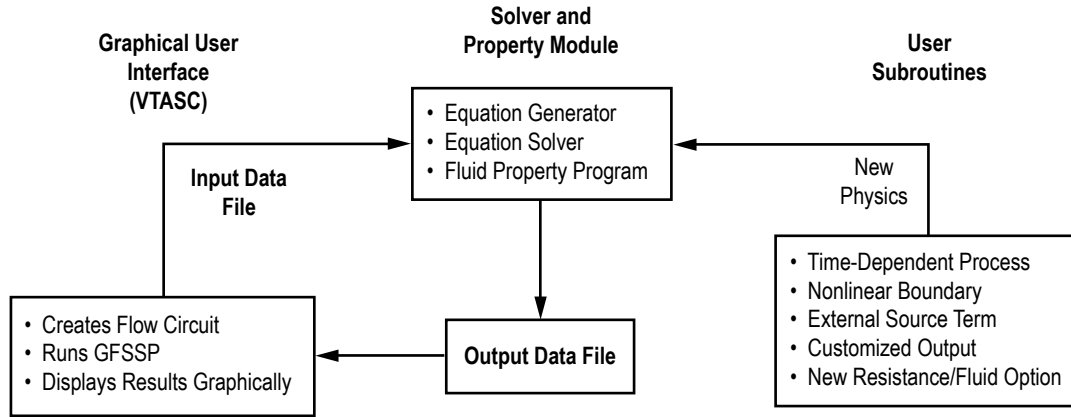 Graphical User
Interface
(VTASC)
Solver and
Property Module
User
Subroutines
• Equation Generator
• Equation Solver
• Fluid Property Program
Input Data
File
New
Physics
• Creates Flow Circuit
• Runs GFSSP
• Displays Results Graphically
Output Data File
• Time-Dependent Process
• Nonlinear Boundary
• External Source Term
• Customized Output
• New Resistance/Fluid Option